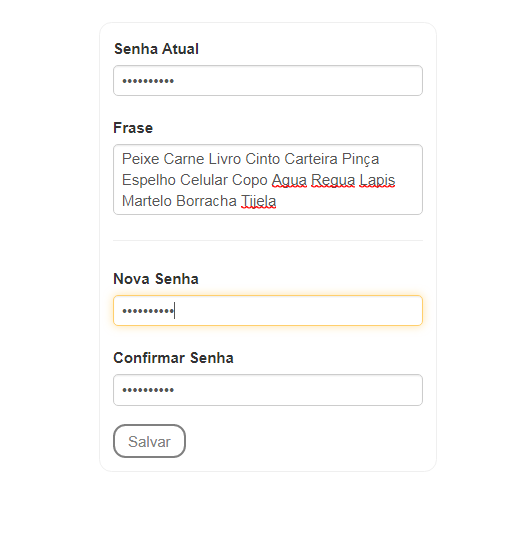 Senha Atual
••••••••••
Frase
Peixe Carne Livro Cinto Carteira Pinça
Espelho Celular Copo Agua Regua Lapis
Martelo Borracha Tijela
Nova Senha
••••••••••
Confirmar Senha
••••••••••
Salvar